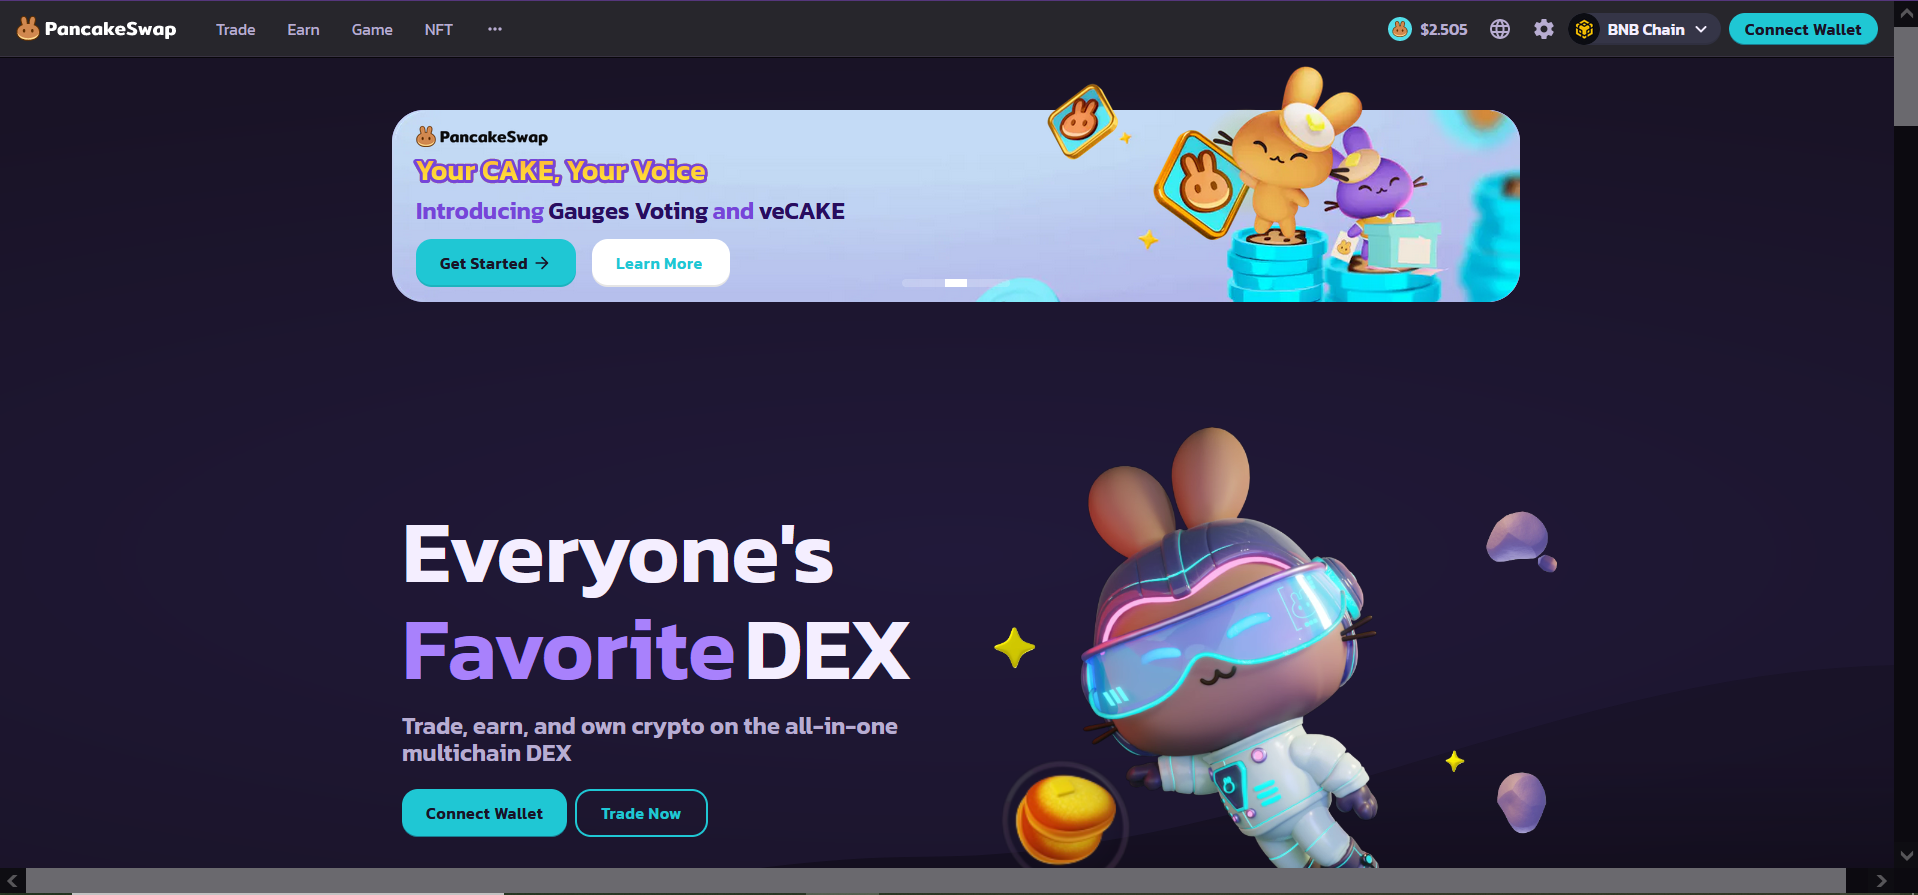 PancakeSwap
Trade
Earn
Game
NFT
$2.505
BNB Chain
Connect Wallet
PancakeSwap
Your CAKE, Your Voice
Introducing Gauges Voting and veCAKE
Get Started
Learn More
Everyone's
Favorite DEX
Trade, earn, and own crypto on the all-in-one
multichain DEX
Connect Wallet
Trade Now